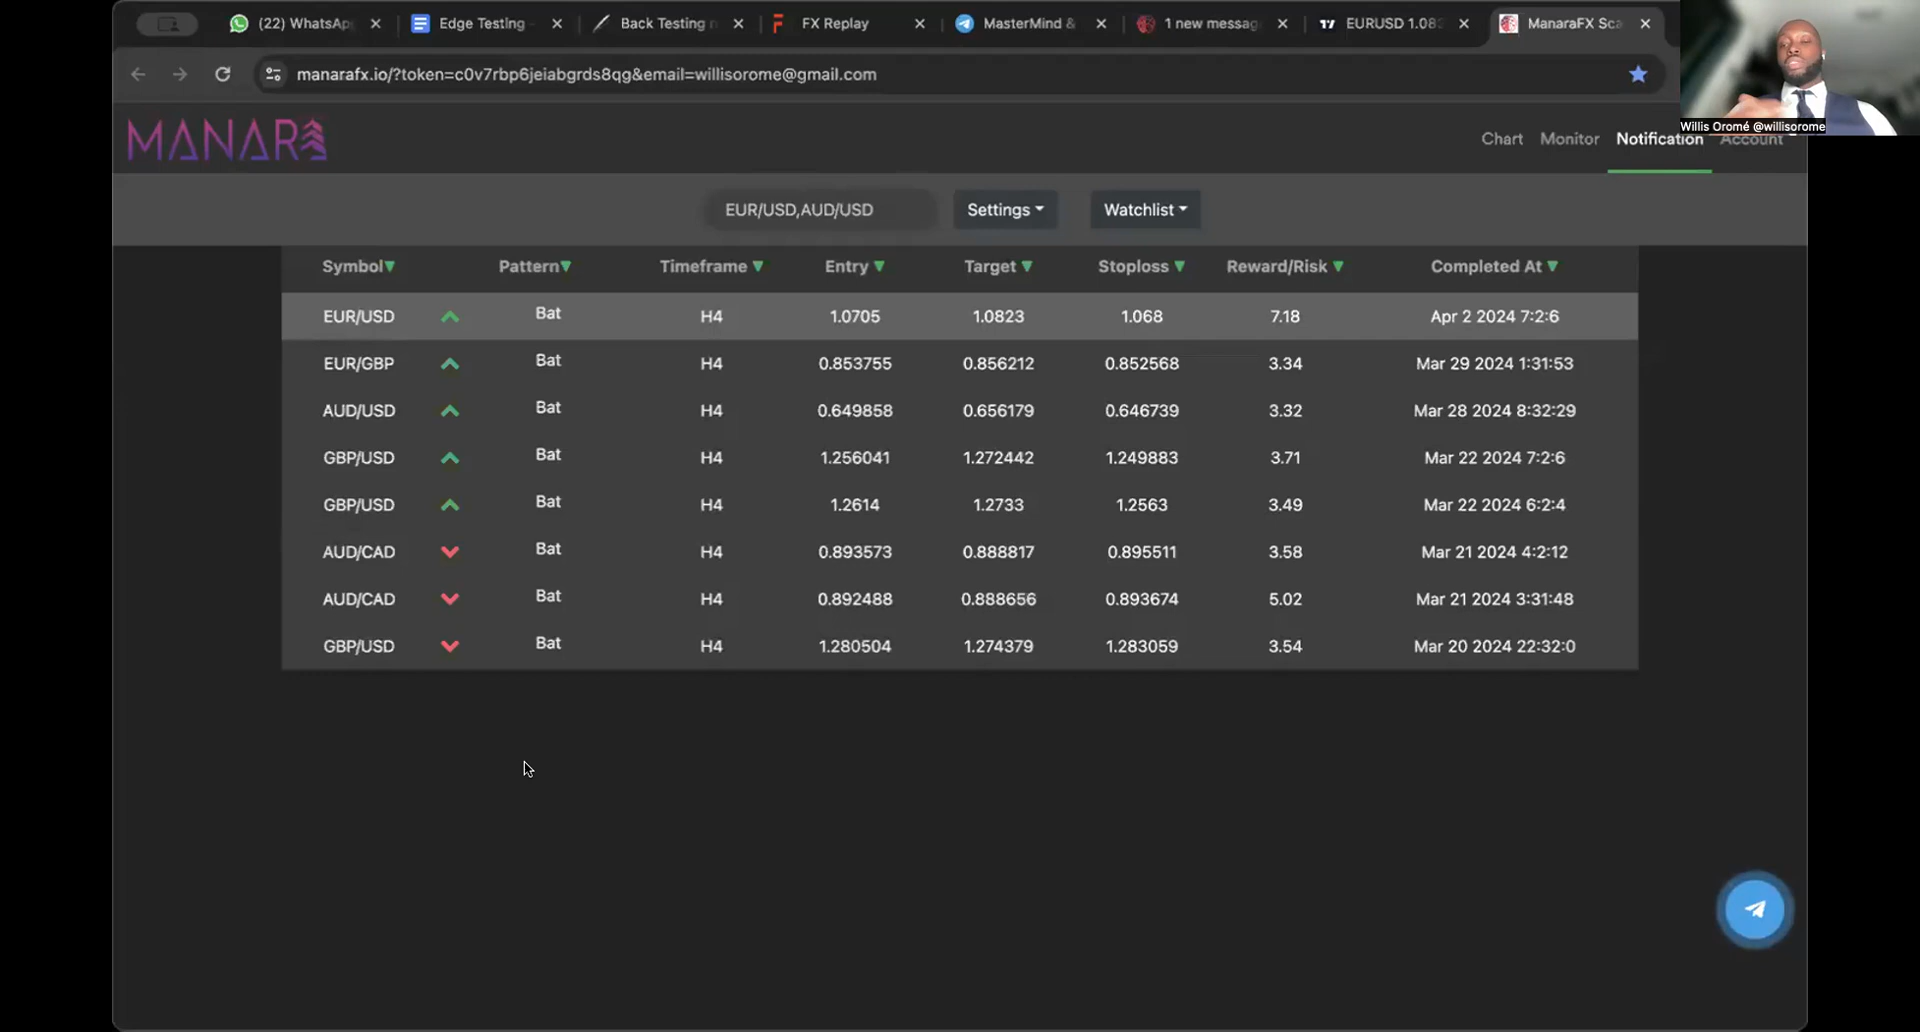 (22) WhatsAp Edge Testing Back Testing FX Replay MasterMind & 1 new messag EURUSD 1.08 ManaraFX Sca
manarafx.io/?token=c0v7rbp6jeiabgrds8qg&email=willisorome@gmail.com
Willis Oromé @willisorome
MANARA
Chart Monitor Notification Account
EUR/USD,AUD/USD Settings Watchlist
Symbol Pattern Timeframe Entry Target Stoploss Reward/Risk Completed At
EUR/USD Bat H4 1.0705 1.0823 1.068 7.18 Apr 2 2024 7:2:6
EUR/GBP Bat H4 0.853755 0.856212 0.852568 3.34 Mar 29 2024 1:31:53
AUD/USD Bat H4 0.649858 0.656179 0.646739 3.32 Mar 28 2024 8:32:29
GBP/USD Bat H4 1.256041 1.272442 1.249883 3.71 Mar 22 2024 7:2:6
GBP/USD Bat H4 1.2614 1.2733 1.2563 3.49 Mar 22 2024 6:2:4
AUD/CAD Bat H4 0.893573 0.888817 0.895511 3.58 Mar 21 2024 4:2:12
AUD/CAD Bat H4 0.892488 0.888656 0.893674 5.02 Mar 21 2024 3:31:48
GBP/USD Bat H4 1.280504 1.274379 1.283059 3.54 Mar 20 2024 22:32:0